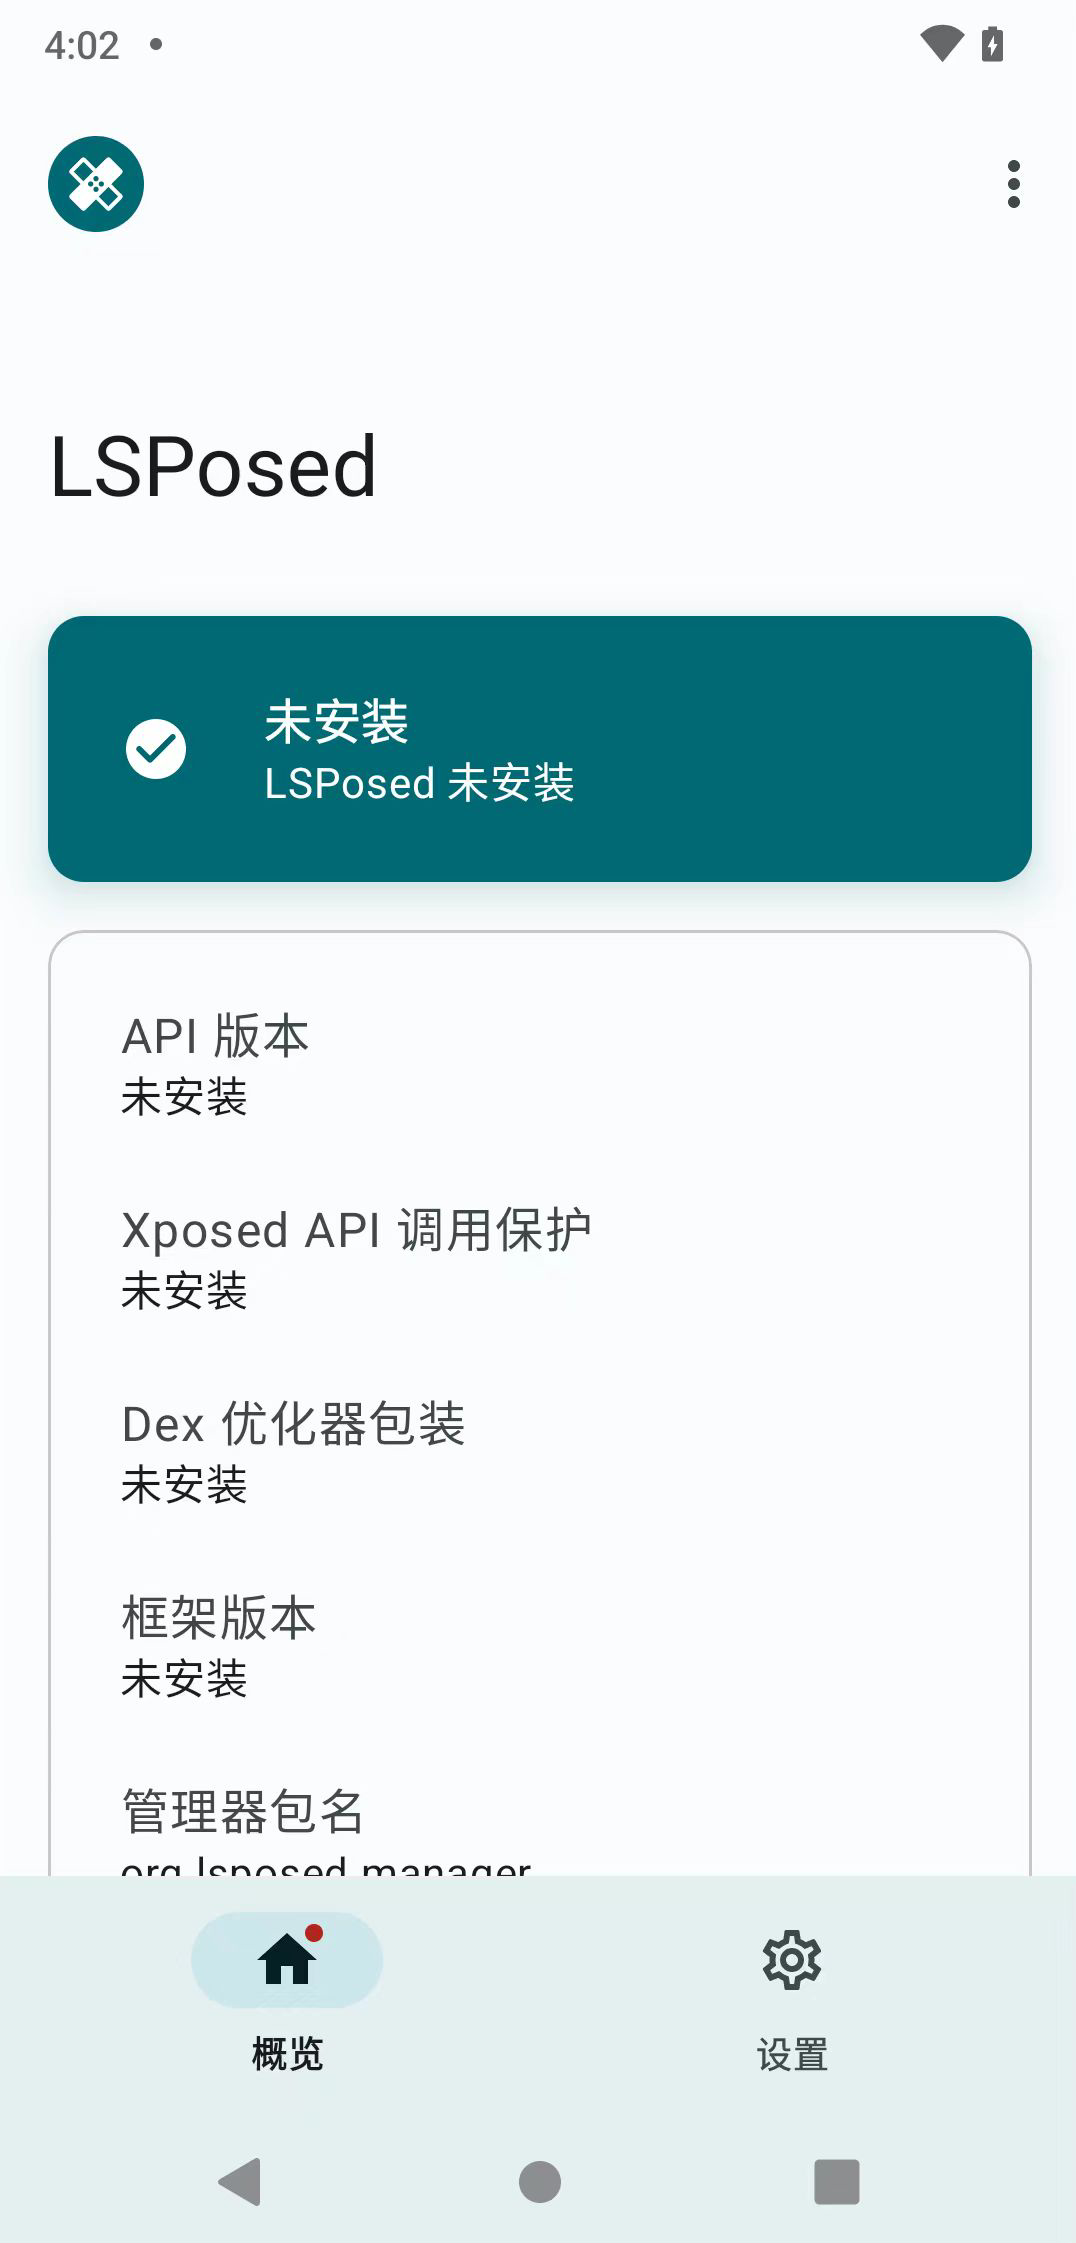 4:02
LSPosed
未安装
LSPosed 未安装
API 版本
未安装
Xposed API 调用保护
未安装
Dex 优化器包装
未安装
框架版本
未安装
管理器包名
org.lsposed.manager
概览
设置